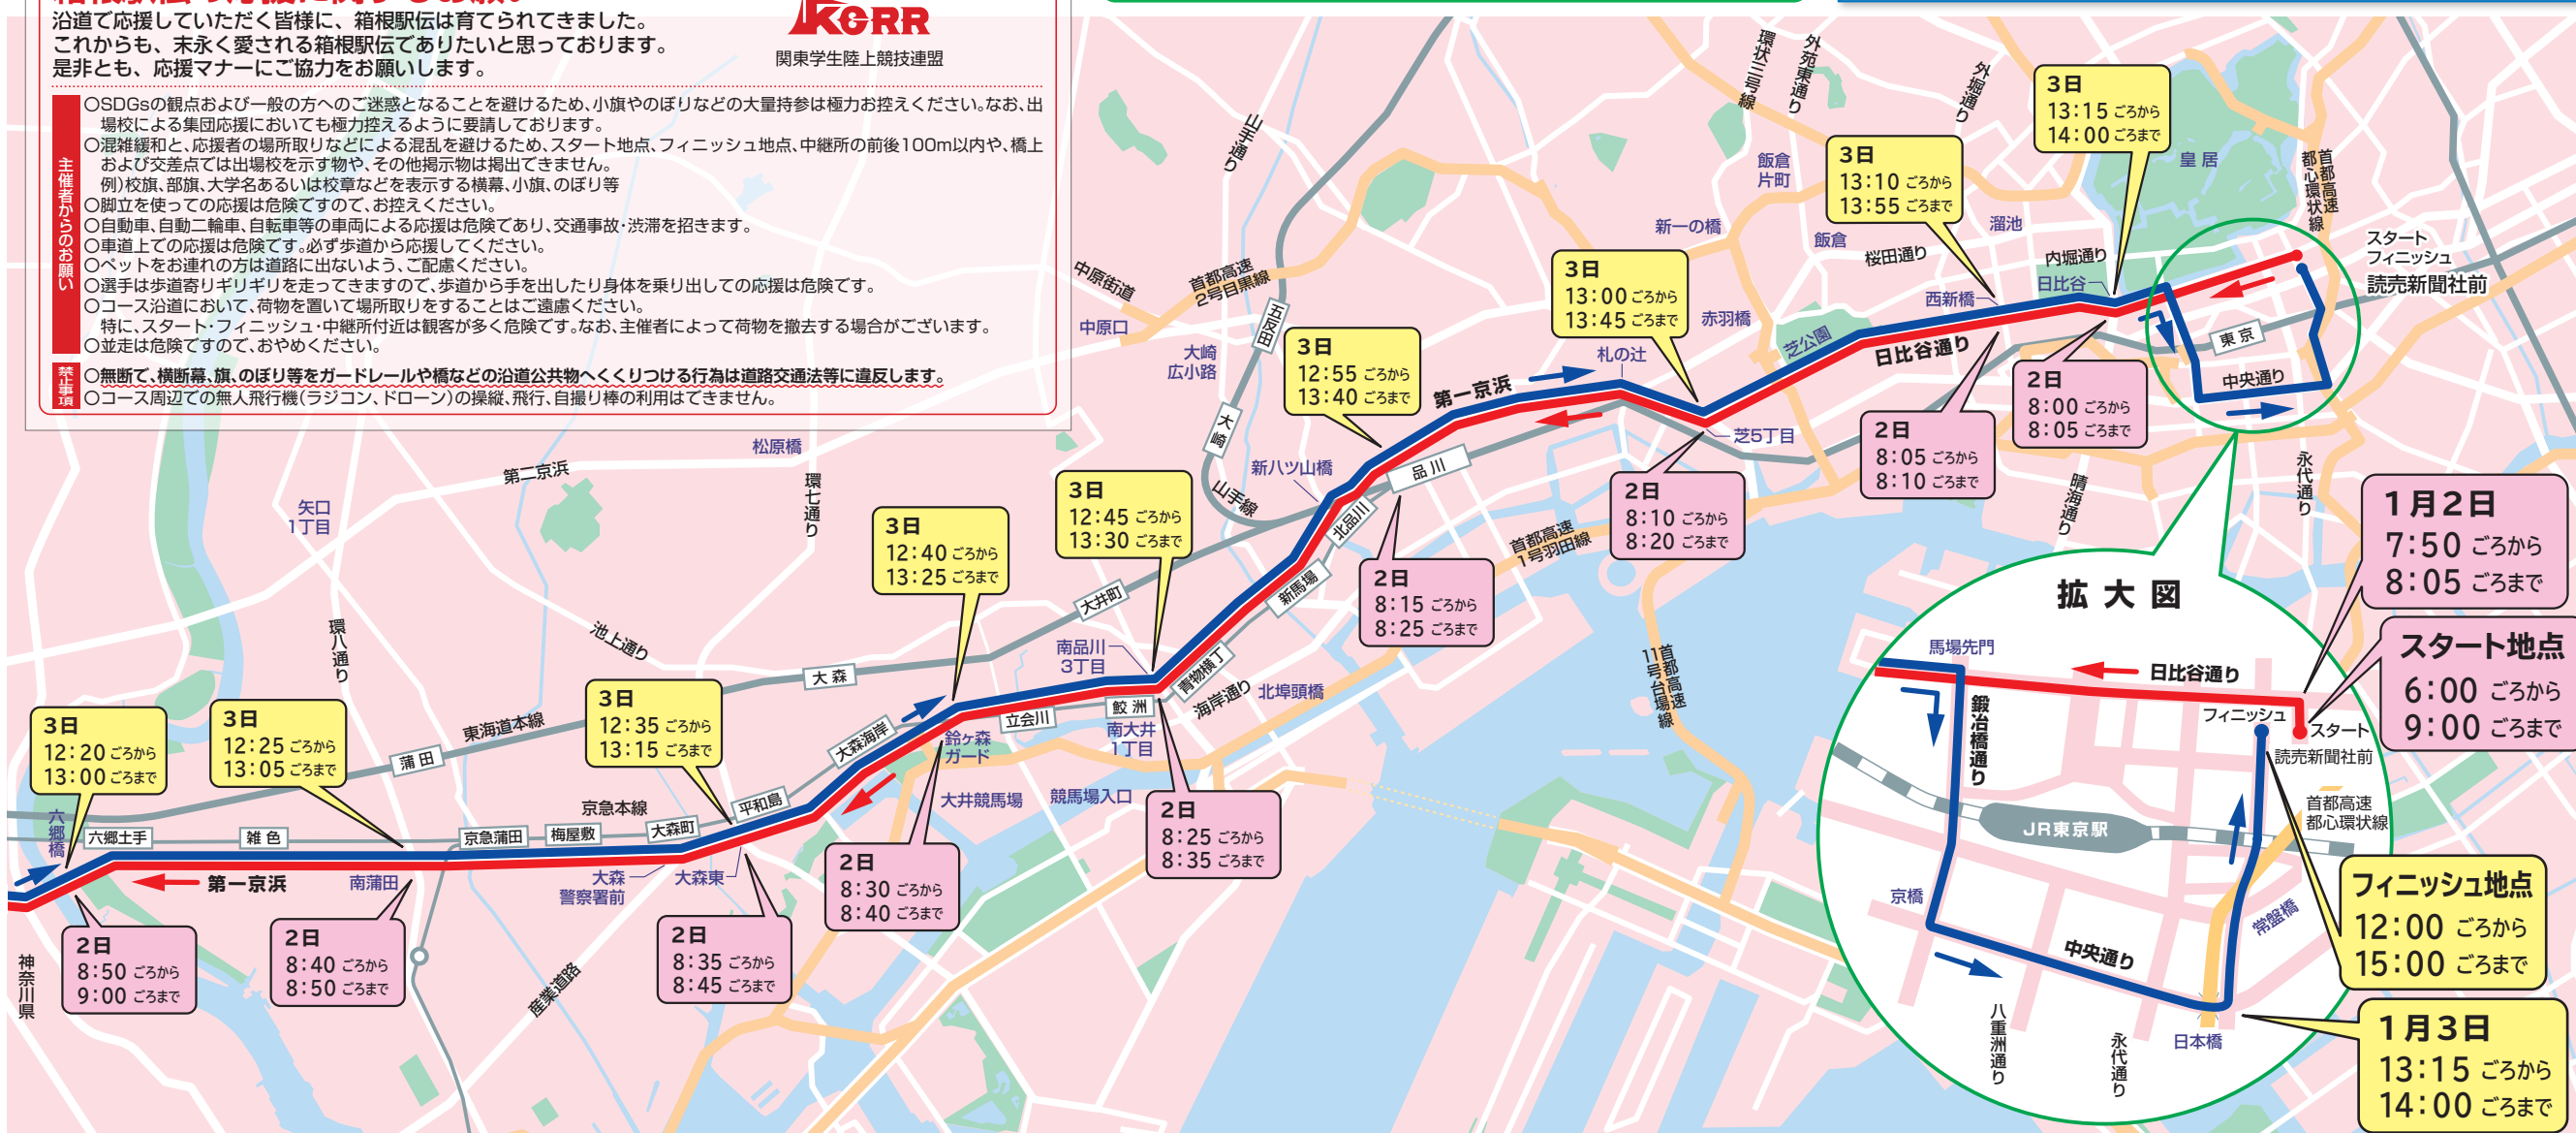 沿道で応援していただく皆様に、箱根駅伝は育てられてきました。
これからも、末永く愛される箱根駅伝でありたいと思っております。
是非とも、応援マナーにご協力をお願いします。
KGRR
関東学生陸上競技連盟
主催者からのお願い
○SDGsの観点および一般の方へのご迷惑となることを避けるため、小旗やのぼりなどの大量持参は極力お控えください。なお、出
場校による集団応援においても極力控えるように要請しております。
○混雑緩和と、応援者の場所取りなどによる混乱を避けるため、スタート地点、フィニッシュ地点、中継所の前後100m以内や、橋上
および交差点では出場校を示す物や、その他掲示物は掲出できません。
例)校旗、部旗、大学名あるいは校章などを表示する横幕、小旗、のぼり等
○脚立を使っての応援は危険ですので、お控えください。
○自動車、自動二輪車、自転車等の車両による応援は危険であり、交通事故・渋滞を招きます。
○車道上での応援は危険です。必ず歩道から応援してください。
○ペットをお連れの方は道路に出ないよう、ご配慮ください。
○選手は歩道寄りギリギリを走ってきますので、歩道から手を出したり身体を乗り出しての応援は危険です。
○コース沿道において、荷物を置いて場所取りをすることはご遠慮ください。
特に、スタート・フィニッシュ・中継所付近は観客が多く危険です。なお、主催者によって荷物を撤去する場合がございます。
○並走は危険ですので、おやめください。
禁止事項
○無断で、横断幕、旗、のぼり等をガードレールや橋などの沿道公共物へくくりつける行為は道路交通法等に違反します。
○コース周辺での無人飛行機(ラジコン、ドローン)の操縦、飛行、自撮り棒の利用はできません。
環状三号線
外苑東通り
外堀通り
山手通り
飯倉
片町
新一の橋
飯倉
桜田通り
溜池
内堀通り
日比谷
皇居
首都高速
都心環状線
スタート
フィニッシュ
読売新聞社前
3日
13:15 ごろから
14:00 ごろまで
3日
13:10 ごろから
13:55 ごろまで
3日
13:00 ごろから
13:45 ごろまで
3日
12:55 ごろから
13:40 ごろまで
中原街道
中原口
首都高速
2号目黒線
五反田
大崎
広小路
大崎
札の辻
赤羽橋
芝公園
西新橋
日比谷通り
第一京浜
東京
中央通り
芝5丁目
品川
新八ツ山橋
山手線
北品川
新馬場
2日
8:00 ごろから
8:05 ごろまで
2日
8:05 ごろから
8:10 ごろまで
2日
8:10 ごろから
8:20 ごろまで
2日
8:15 ごろから
8:25 ごろまで
首都高速
1号羽田線
晴海通り
永代通り
首都高速
11号台場線
松原橋
第二京浜
環七通り
矢口
1丁目
環八通り
池上通り
大井町
大森
東海道本線
蒲田
3日
12:45 ごろから
13:30 ごろまで
3日
12:40 ごろから
13:25 ごろまで
3日
12:35 ごろから
13:15 ごろまで
3日
12:25 ごろから
13:05 ごろまで
3日
12:20 ごろから
13:00 ごろまで
南品川
3丁目
青物横丁
海岸通り
北埠頭橋
鮫洲
立会川
南大井
1丁目
鈴ヶ森
ガード
大森海岸
大井競馬場
競馬場入口
平和島
京急本線
大森町
梅屋敷
京急蒲田
雑色
六郷土手
六郷橋
第一京浜
南蒲田
大森
警察署前
大森東
産業道路
神奈川県
2日
8:25 ごろから
8:35 ごろまで
2日
8:30 ごろから
8:40 ごろまで
2日
8:35 ごろから
8:45 ごろまで
2日
8:40 ごろから
8:50 ごろまで
2日
8:50 ごろから
9:00 ごろまで
拡大図
馬場先門
日比谷通り
鍛冶橋通り
フィニッシュ
スタート
読売新聞社前
首都高速
都心環状線
JR東京駅
京橋
中央通り
常盤橋
八重洲通り
永代通り
日本橋
1月2日
7:50 ごろから
8:05 ごろまで
スタート地点
6:00 ごろから
9:00 ごろまで
フィニッシュ地点
12:00 ごろから
15:00 ごろまで
1月3日
13:15 ごろから
14:00 ごろまで